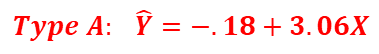 Type A: Ŷ = −.18 + 3.06X